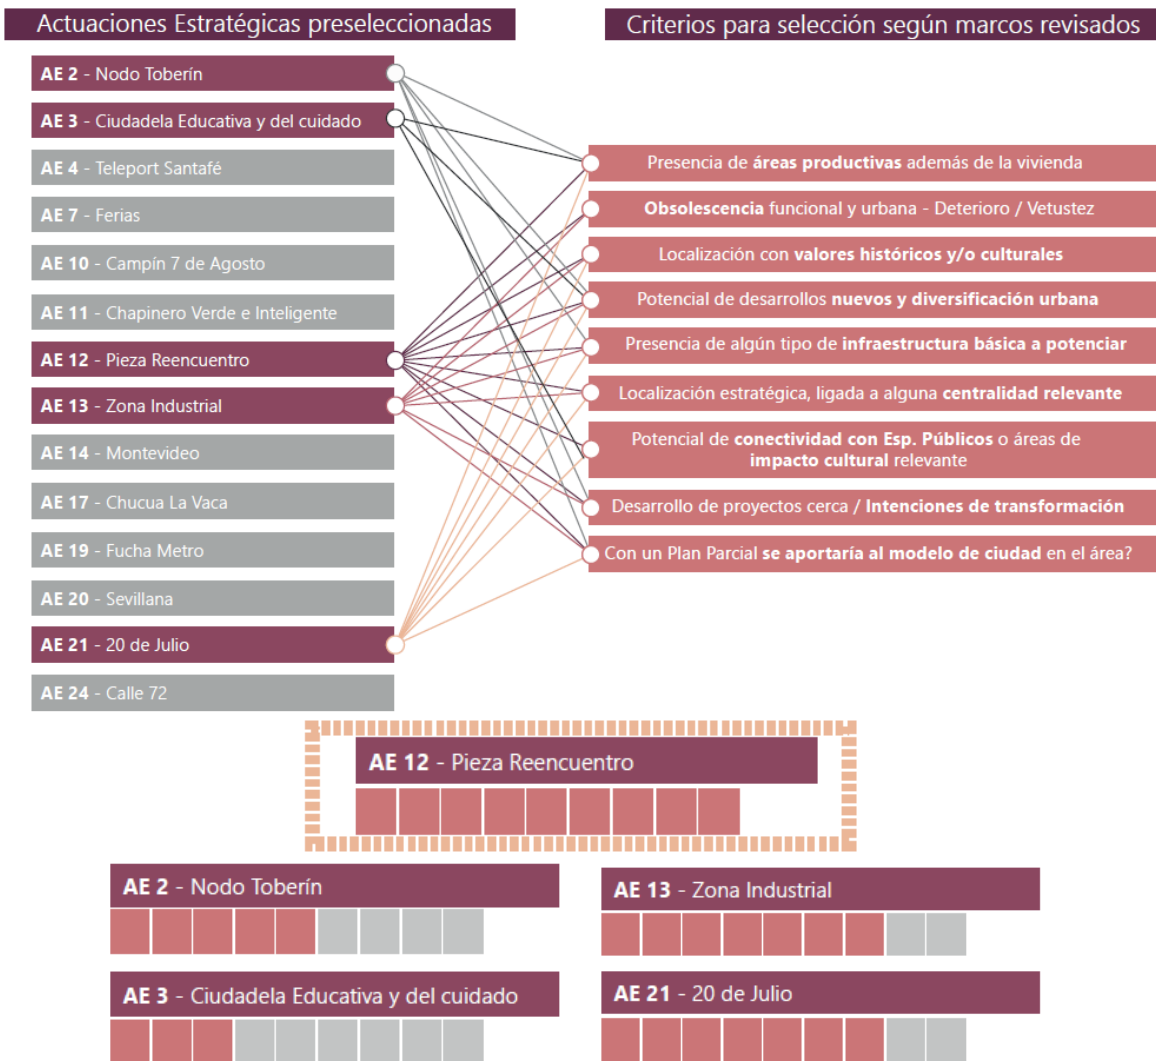 Actuaciones Estratégicas preseleccionadas
AE 2 - Nodo Toberín
AE 3 - Ciudadela Educativa y del cuidado
AE 4 - Teleport Santafé
AE 7 - Ferias
AE 10 - Campín 7 de Agosto
AE 11 - Chapinero Verde e Inteligente
AE 12 - Pieza Reencuentro
AE 13 - Zona Industrial
AE 14 - Montevideo
AE 17 - Chucua La Vaca
AE 19 - Fucha Metro
AE 20 - Sevillana
AE 21 - 20 de Julio
AE 24 - Calle 72
Criterios para selección según marcos revisados
Presencia de áreas productivas además de la vivienda
Obsolescencia funcional y urbana - Deterioro / Vetustez
Localización con valores históricos y/o culturales
Potencial de desarrollos nuevos y diversificación urbana
Presencia de algún tipo de infraestructura básica a potenciar
Localización estratégica, ligada a alguna centralidad relevante
Potencial de conectividad con Esp. Públicos o áreas de
impacto cultural relevante
Desarrollo de proyectos cerca / Intenciones de transformación
Con un Plan Parcial se aportaría al modelo de ciudad en el área?
AE 12 - Pieza Reencuentro
AE 2 - Nodo Toberín
AE 13 - Zona Industrial
AE 3 - Ciudadela Educativa y del cuidado
AE 21 - 20 de Julio